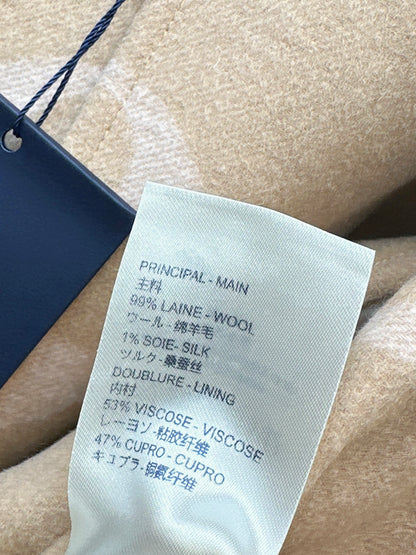 PRINCIPAL - MAIN
主料
99% LAINE - WOOL
ウール - 绵羊毛
1% SOIE - SILK
ツルク - 桑蚕丝
DOUBLURE - LINING
内衬
53% VISCOSE - VISCOSE
レーヨン - 粘胶纤维
47% CUPRO - CUPRO
キュプラ - 铜氨纤维